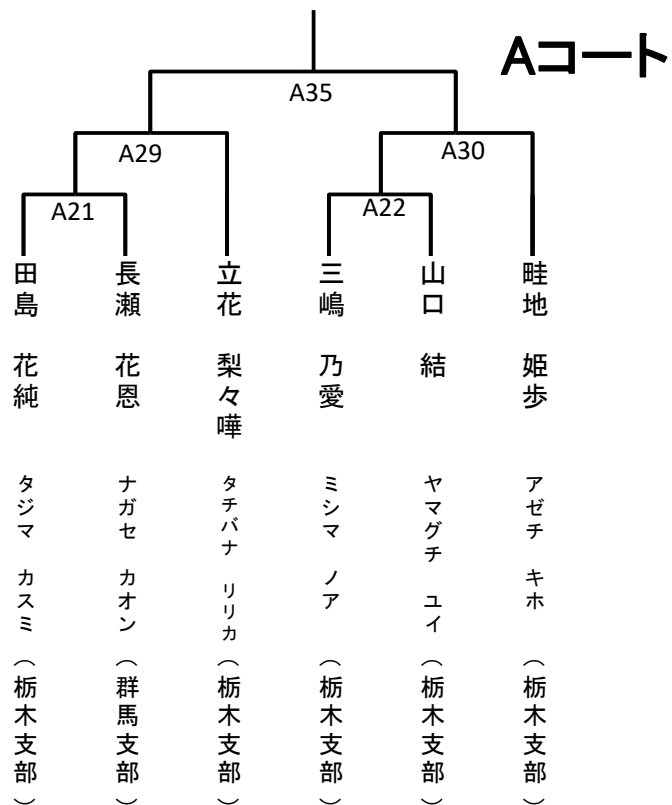 Aコート
A35
A29
A30
A21
A22
田島 花純 タジマ カスミ (栃木支部)
長瀬 花恩 ナガセ カオン (群馬支部)
立花 梨々嘩 タチバナ リリカ (栃木支部)
三嶋 乃愛 ミシマ ノア (栃木支部)
山口 結 ヤマグチ ユイ (栃木支部)
畦地 姫歩 アゼチ キホ (栃木支部)